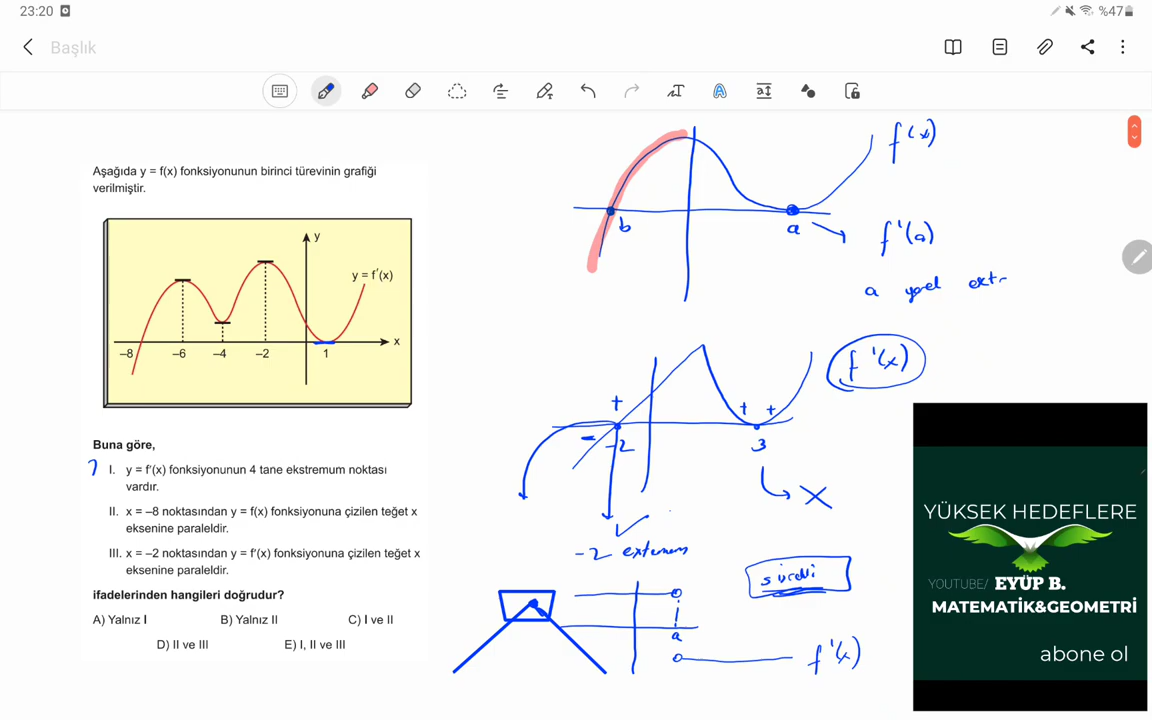 23:20
%47
Başlık
Aşağıda y = f(x) fonksiyonunun birinci türevinin grafiği
verilmiştir.
y
y = f'(x)
x
–8
–6
–4
–2
1
Buna göre,
I. y = f'(x) fonksiyonunun 4 tane ekstremum noktası
vardır.
II. x = –8 noktasından y = f(x) fonksiyonuna çizilen teğet x
eksenine paraleldir.
III. x = –2 noktasından y = f'(x) fonksiyonuna çizilen teğet x
eksenine paraleldir.
ifadelerinden hangileri doğrudur?
A) Yalnız I
B) Yalnız II
C) I ve II
D) II ve III
E) I, II ve III
f(x)
b
a
f'(a)
a yerel extr
f'(x)
+
+ +
-
-2
3
X
-2 extremum
sürekli
a
f'(x)
YÜKSEK HEDEFLERE
YOUTUBE/ EYÜP B.
MATEMATİK&GEOMETRİ
abone ol